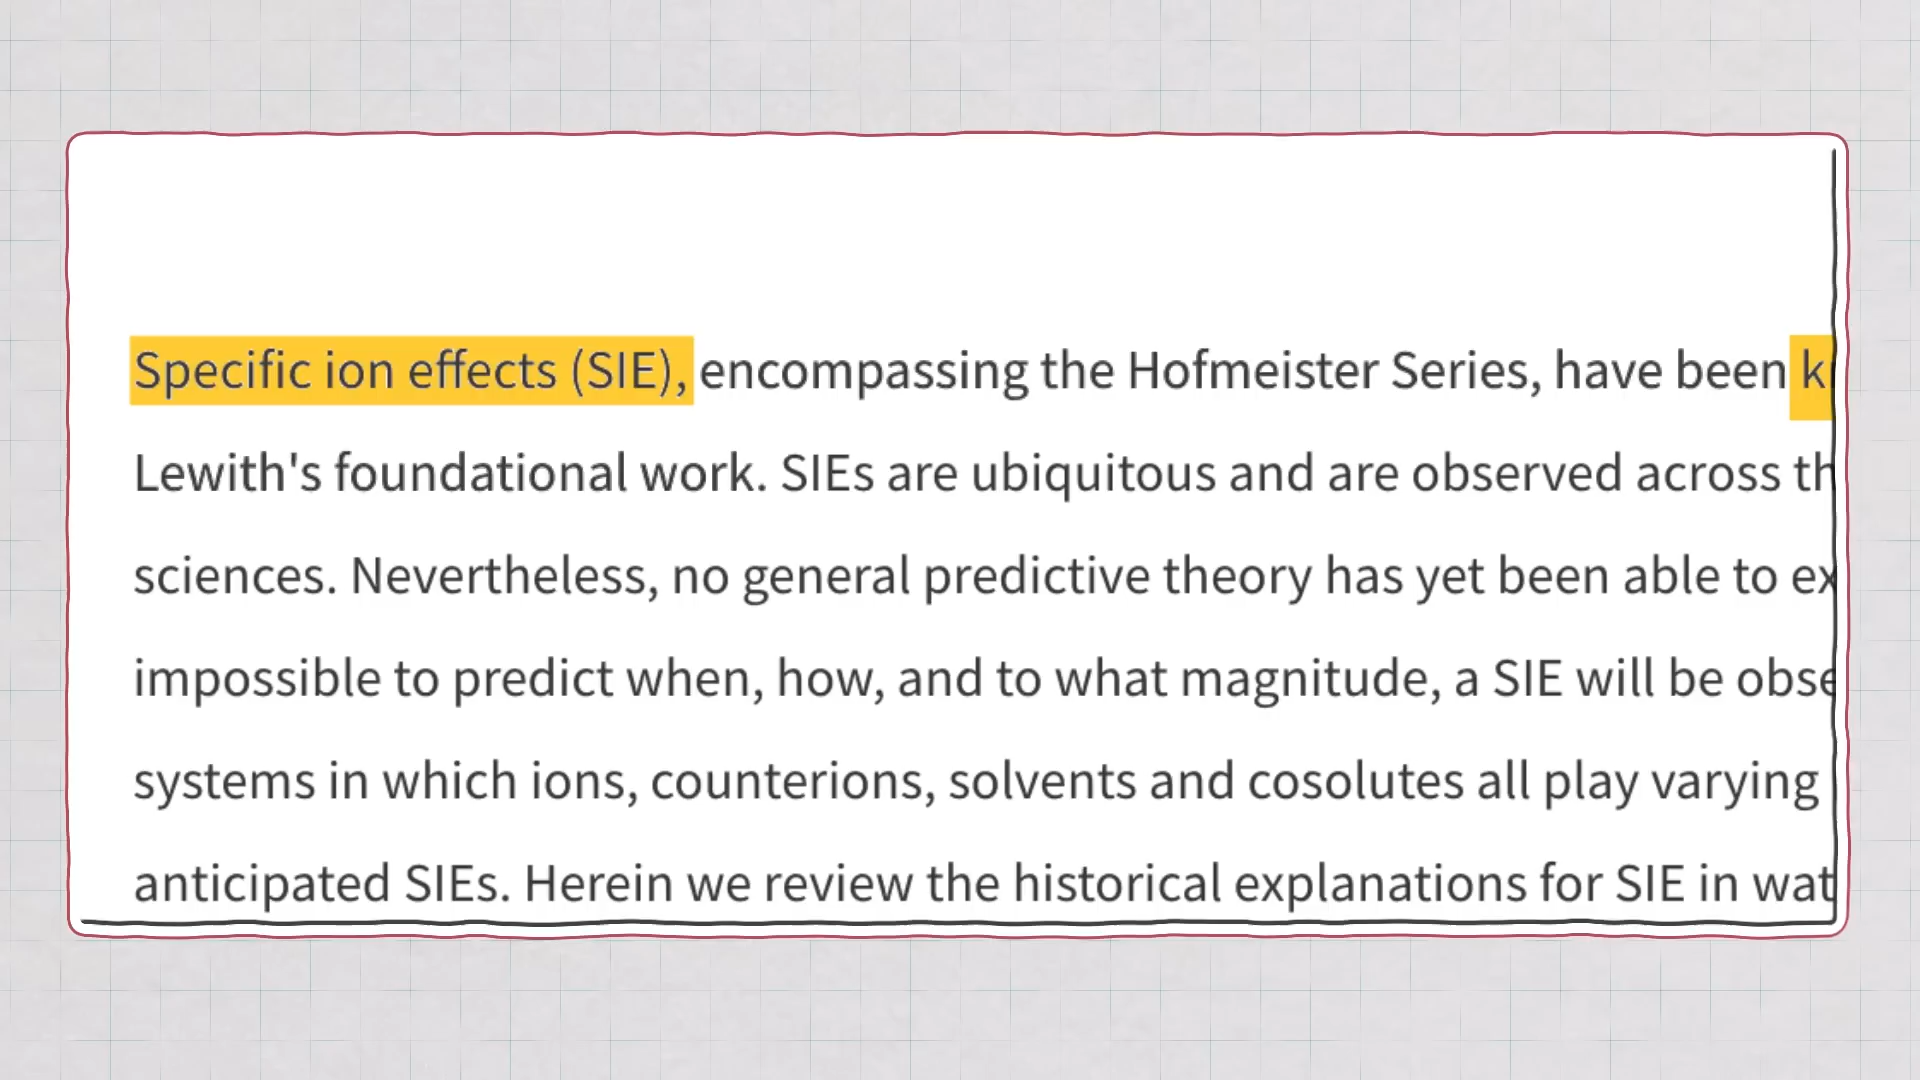 Specific ion effects (SIE), encompassing the Hofmeister Series, have been
Lewith's foundational work. SIEs are ubiquitous and are observed across
sciences. Nevertheless, no general predictive theory has yet been able to
impossible to predict when, how, and to what magnitude, a SIE will be
systems in which ions, counterions, solvents and cosolutes all play varying
anticipated SIEs. Herein we review the historical explanations for SIE in